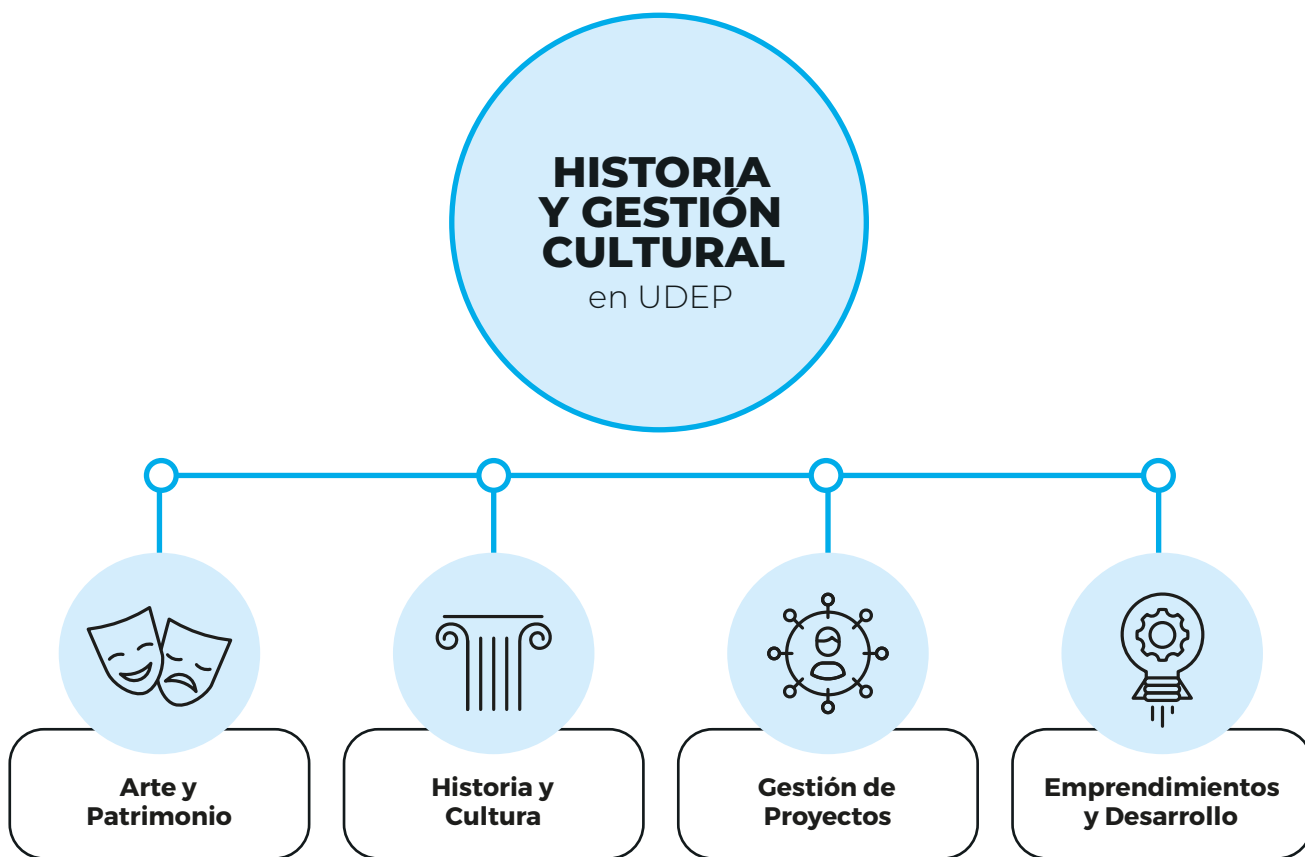 HISTORIA
Y GESTIÓN
CULTURAL
en UDEP
Arte y
Patrimonio
Historia y
Cultura
Gestión de
Proyectos
Emprendimientos
y Desarrollo